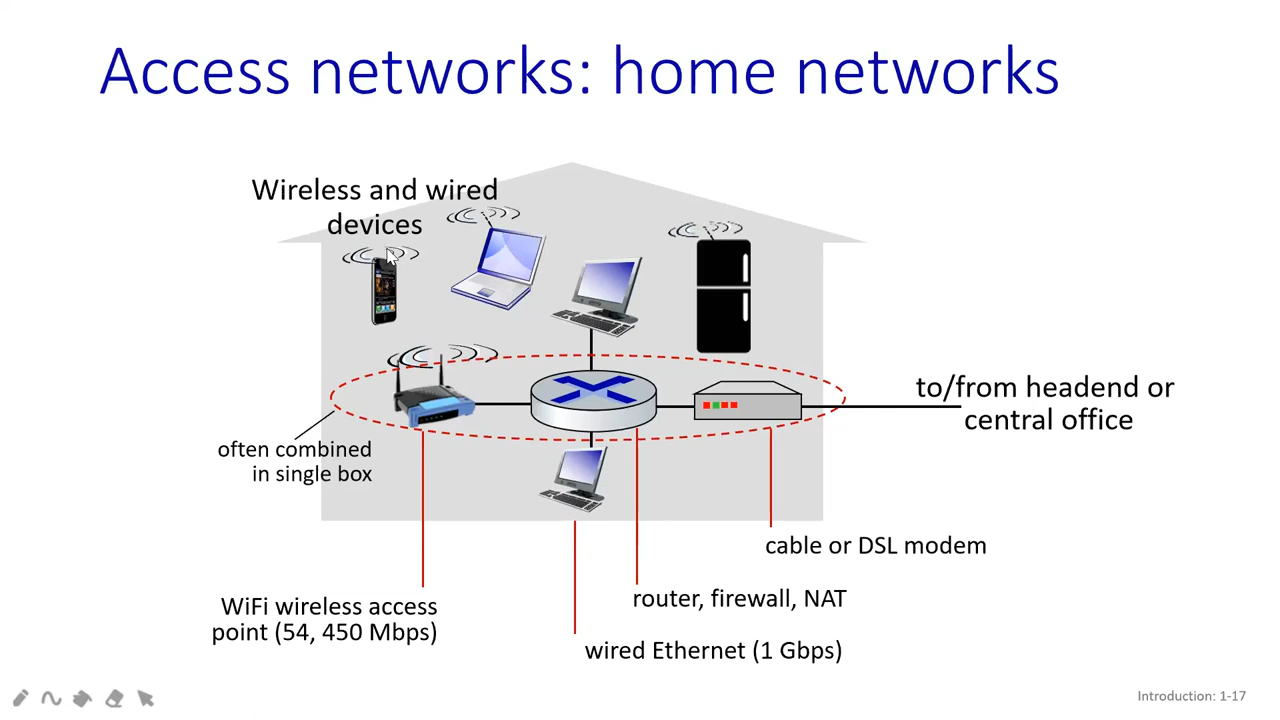 Access networks: home networks
Wireless and wired
devices
to/from headend or
central office
often combined
in single box
cable or DSL modem
WiFi wireless access
point (54, 450 Mbps)
router, firewall, NAT
wired Ethernet (1 Gbps)
Introduction: 1-17